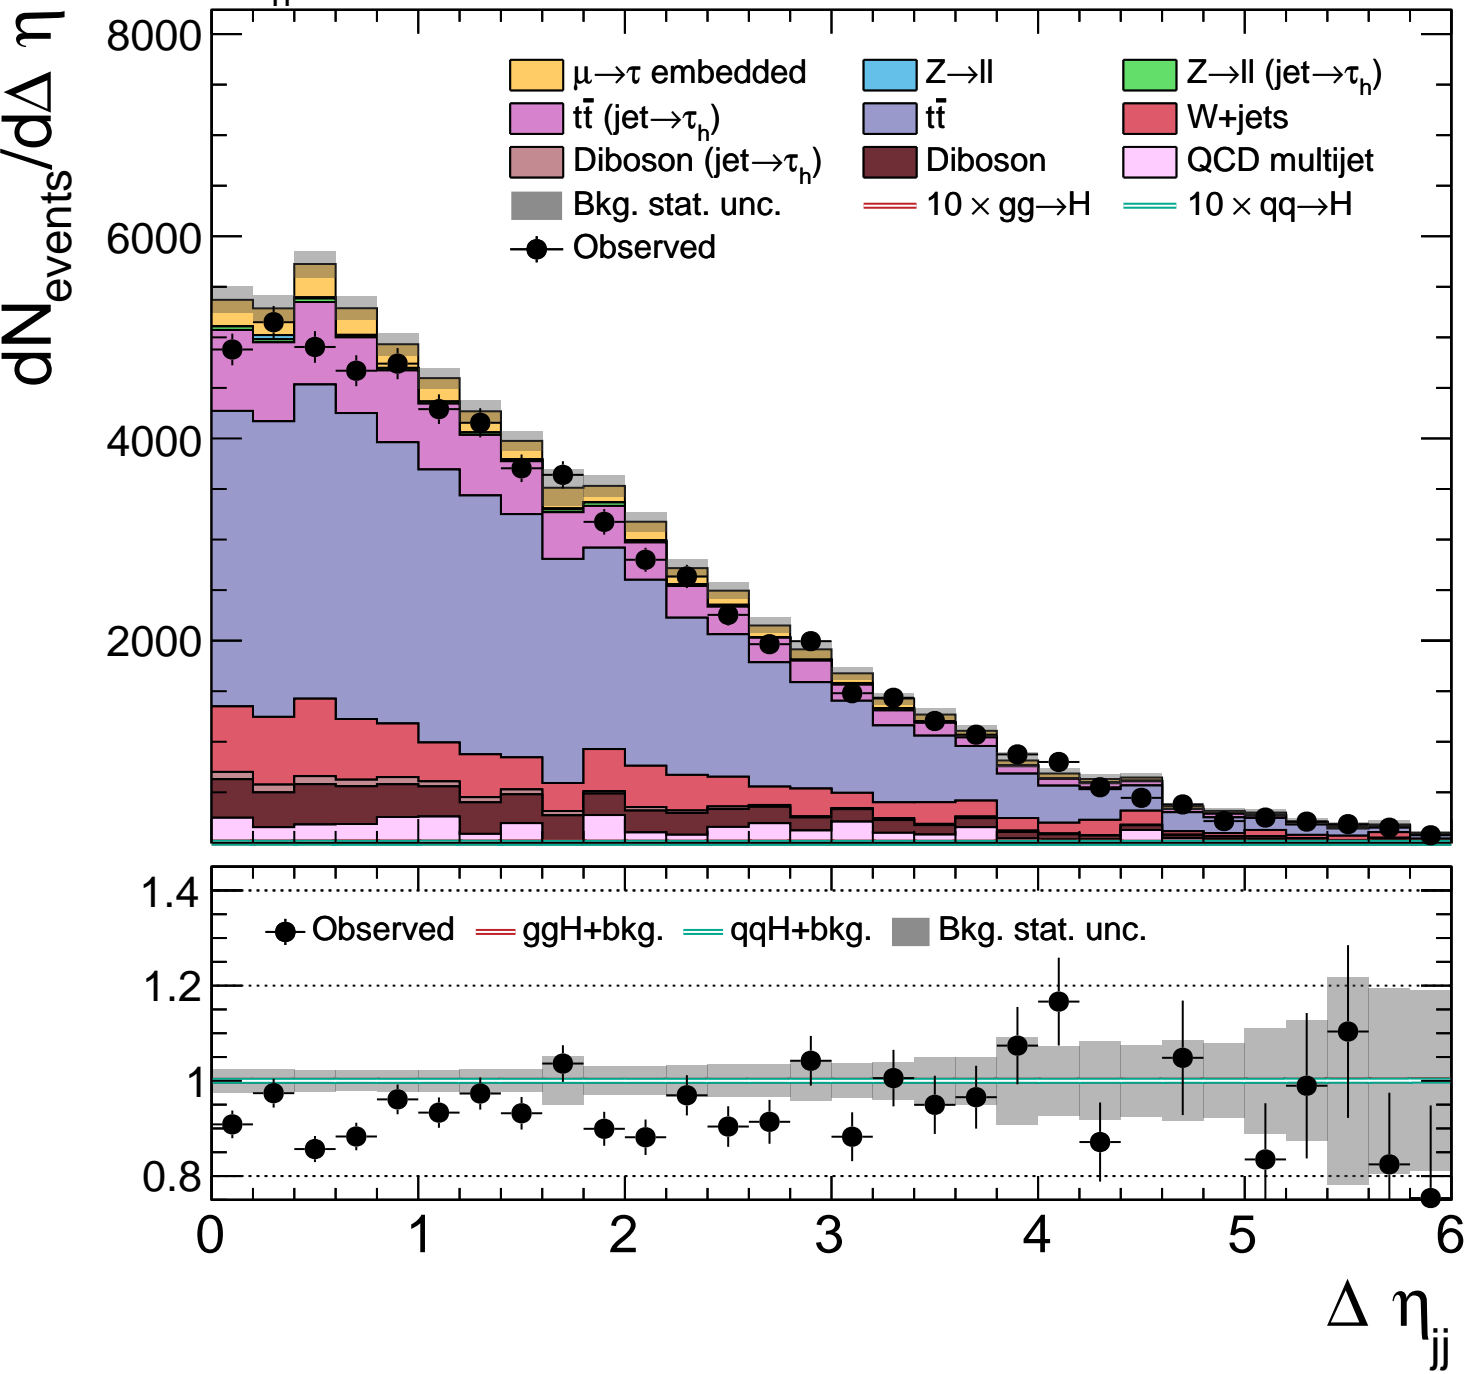 dN_events/dΔ η
8000
6000
4000
2000
μ→τ embedded
Z→ll
Z→ll (jet→τ_h)
tt̄ (jet→τ_h)
tt̄
W+jets
Diboson (jet→τ_h)
Diboson
QCD multijet
Bkg. stat. unc.
10 × gg→H
10 × qq→H
Observed
1.4
1.2
1
0.8
Observed
ggH+bkg.
qqH+bkg.
Bkg. stat. unc.
0 1 2 3 4 5 6
Δ η_jj